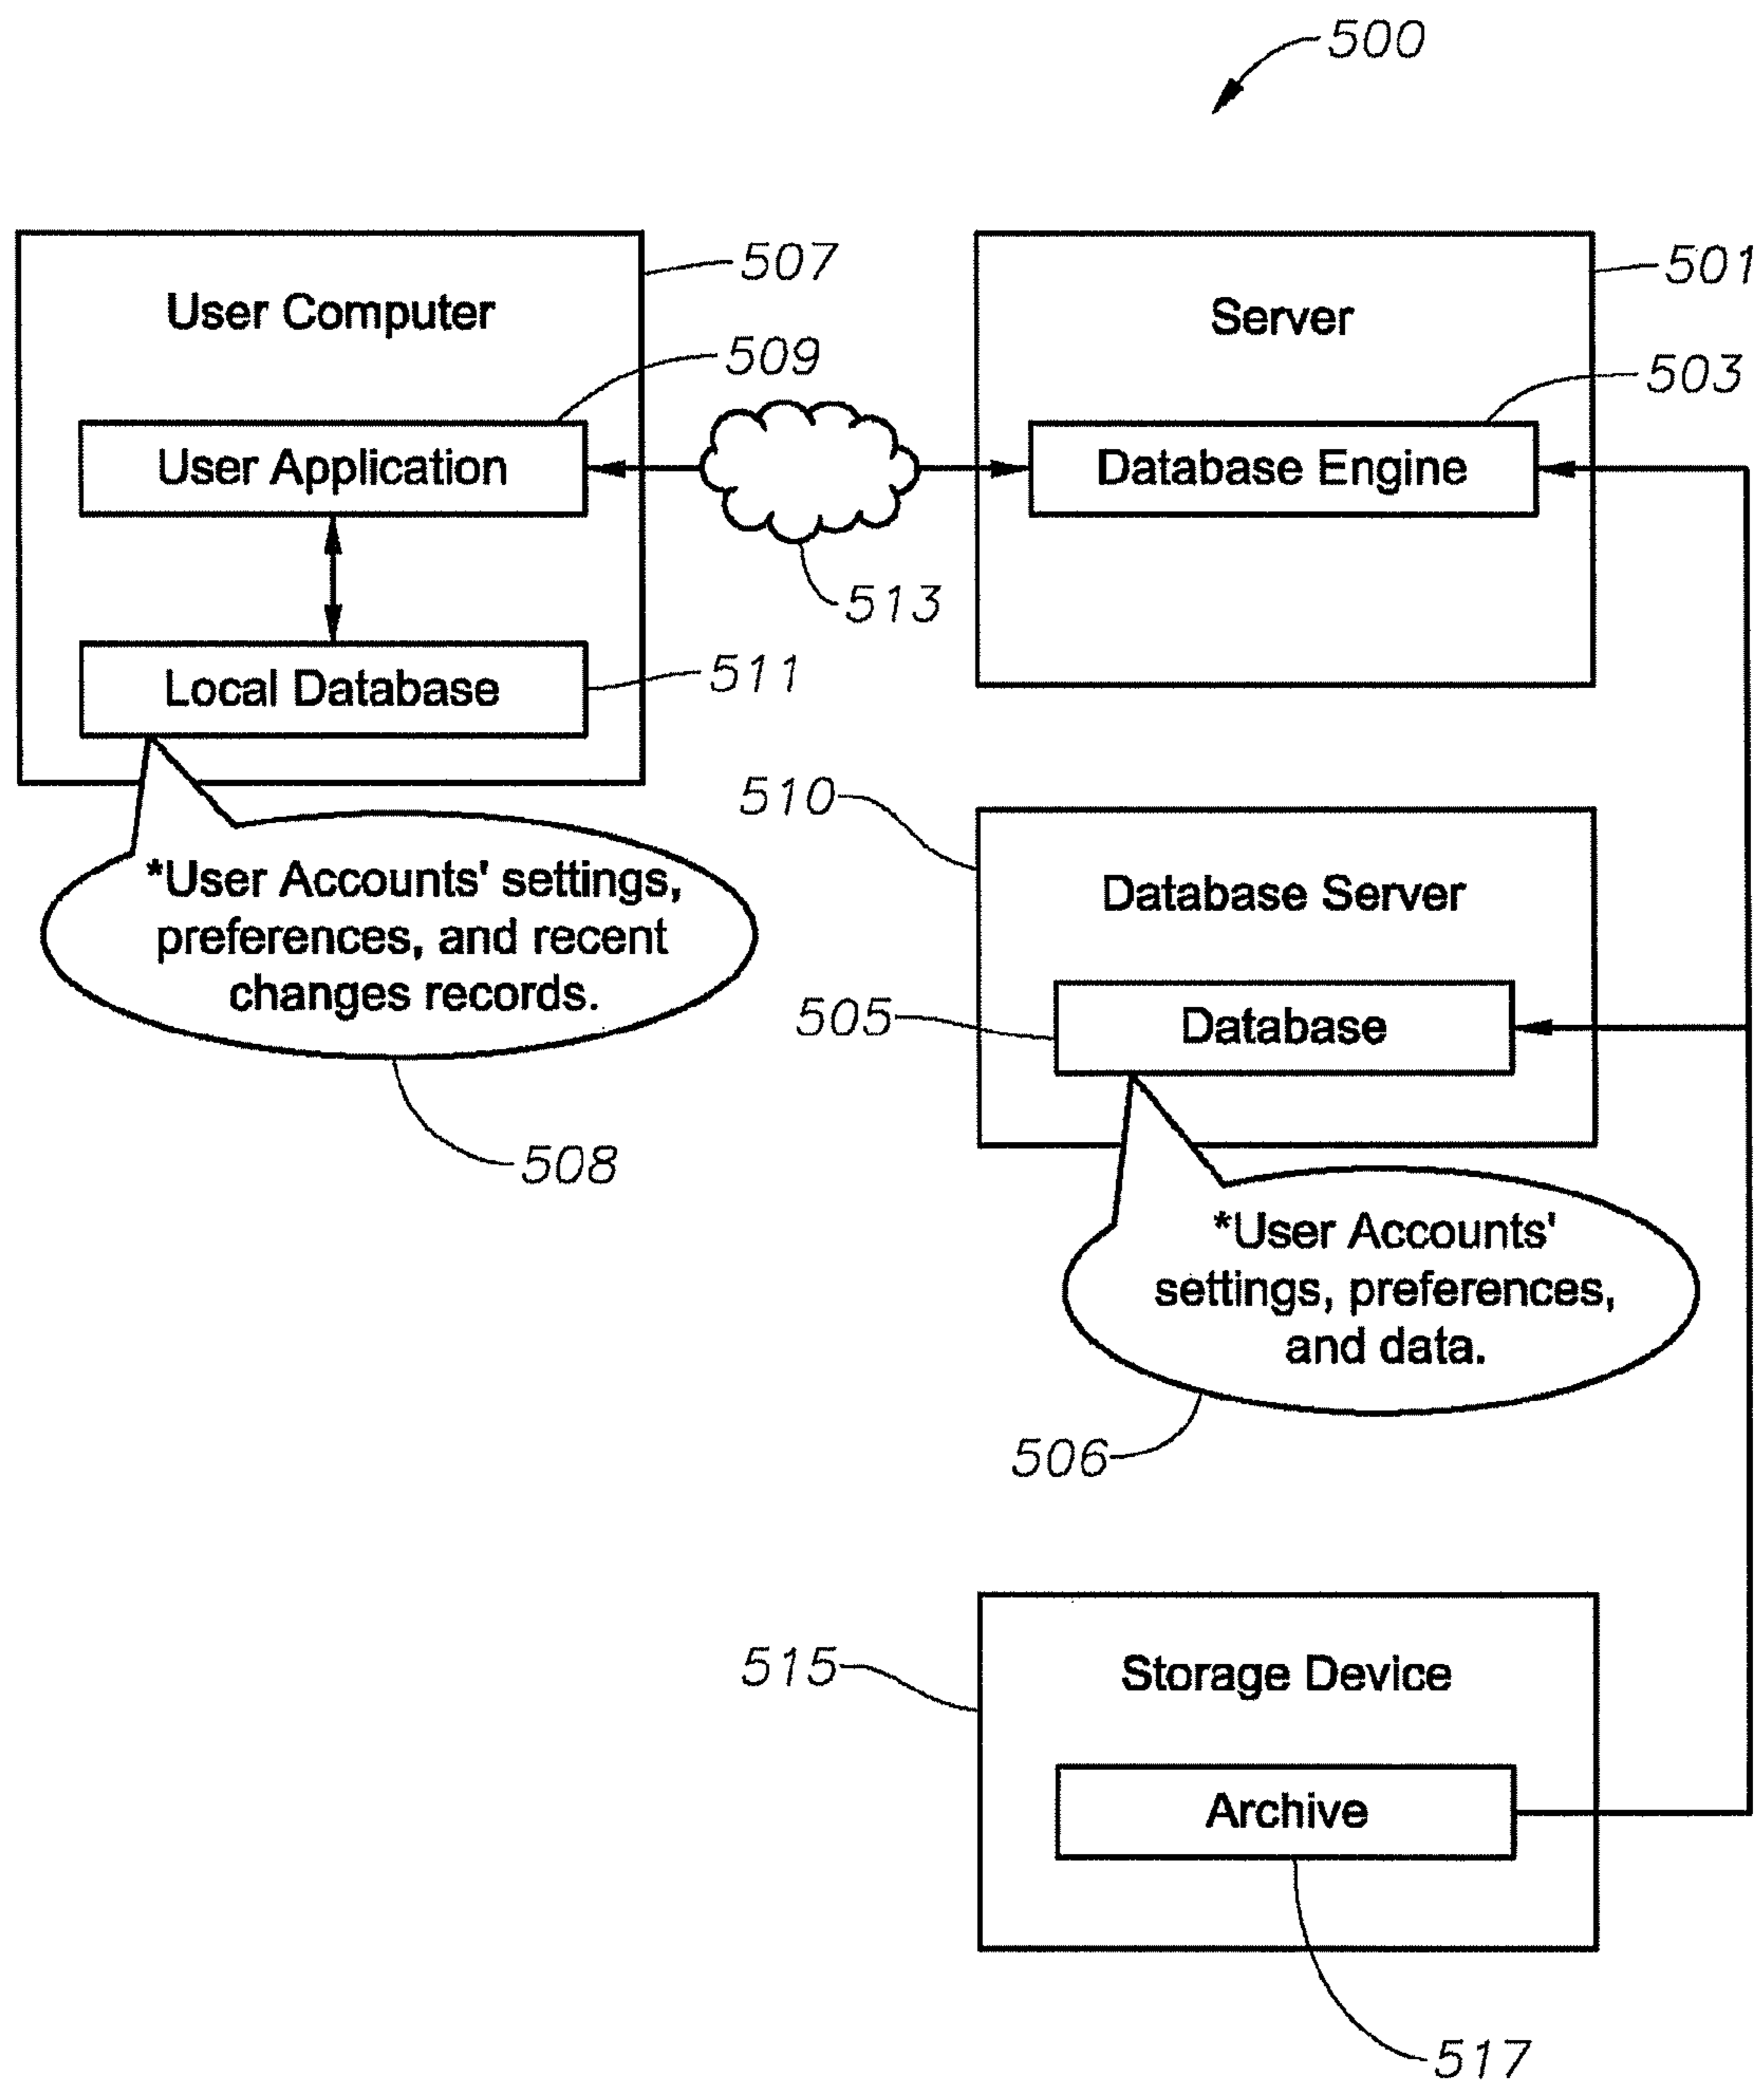 500
507
User Computer
509
User Application
Local Database
511
513
501
Server
503
Database Engine
*User Accounts' settings,
preferences, and recent
changes records.
508
510
Database Server
505
Database
*User Accounts'
settings, preferences,
and data.
506
515
Storage Device
Archive
517